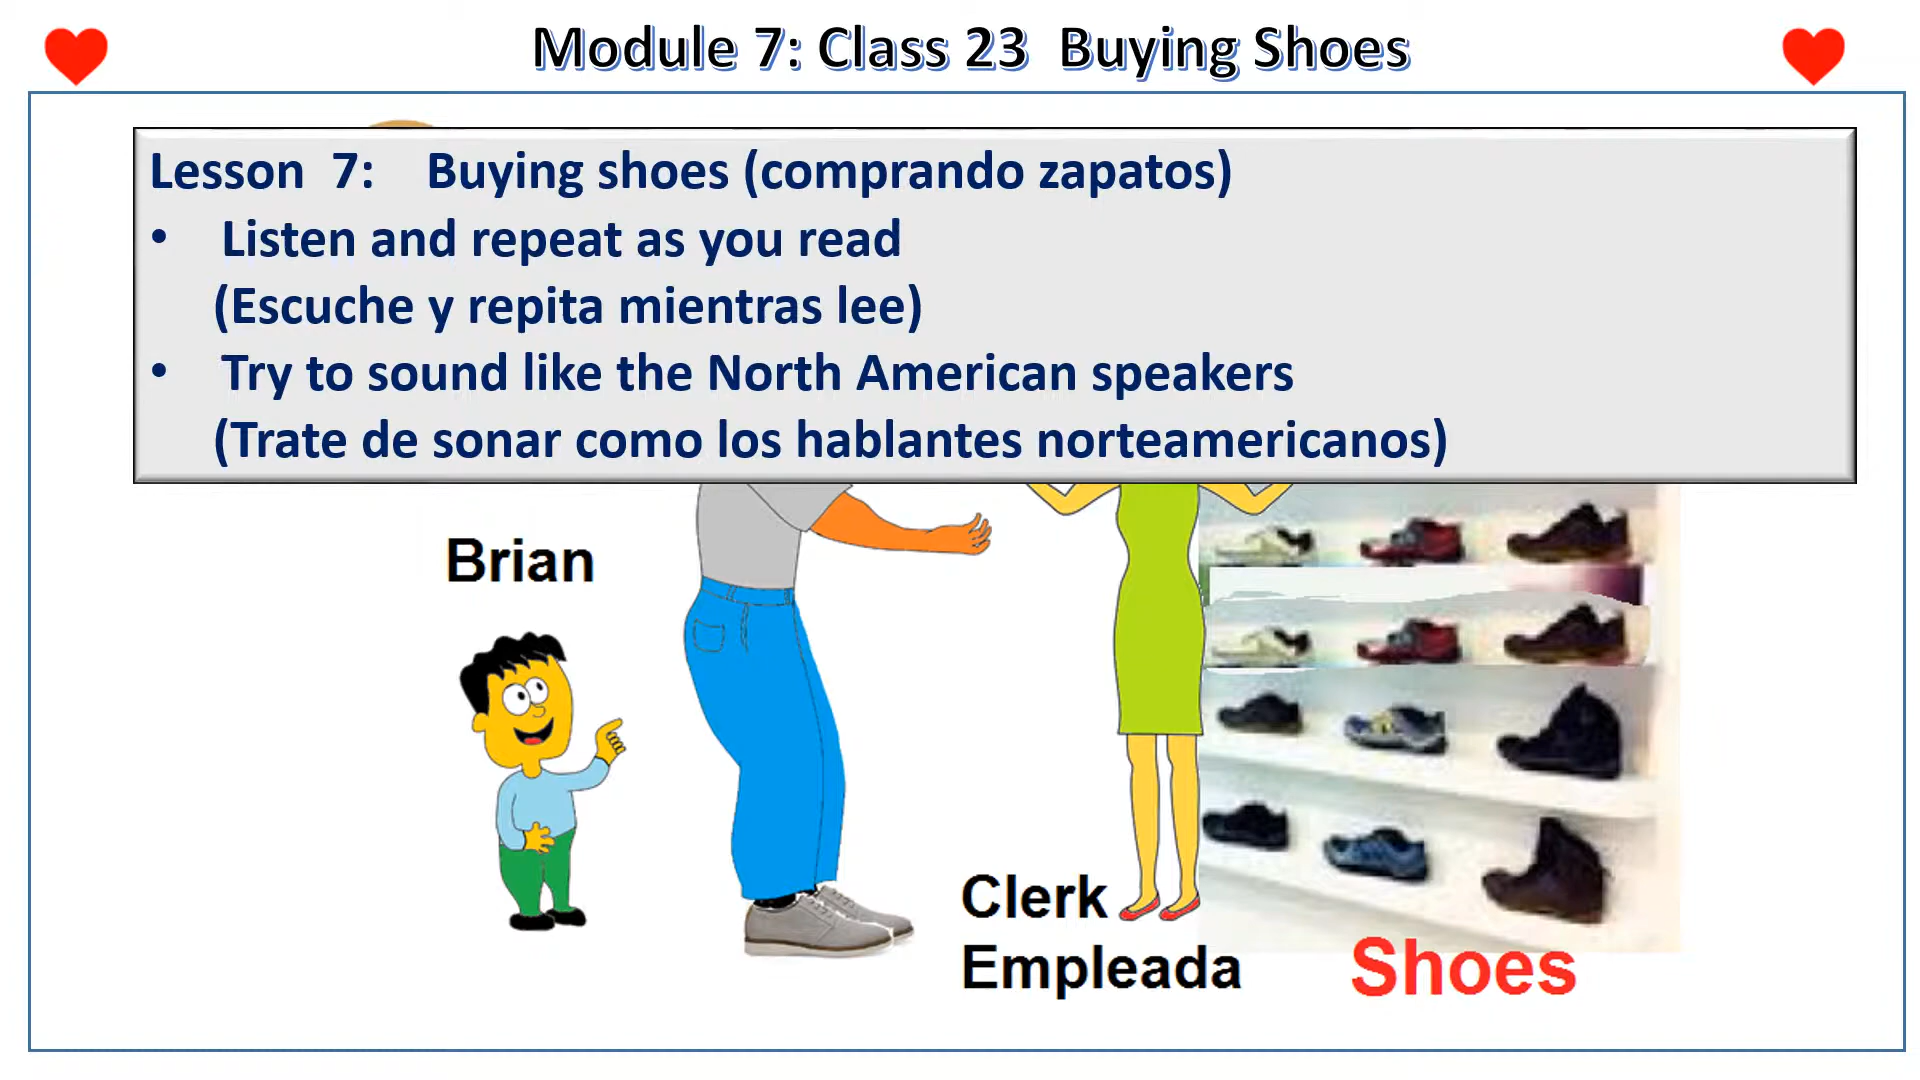 Module 7: Class 23 Buying Shoes
Lesson 7: Buying shoes (comprando zapatos)
• Listen and repeat as you read
(Escuche y repita mientras lee)
• Try to sound like the North American speakers
(Trate de sonar como los hablantes norteamericanos)
Brian
Clerk
Empleada
Shoes